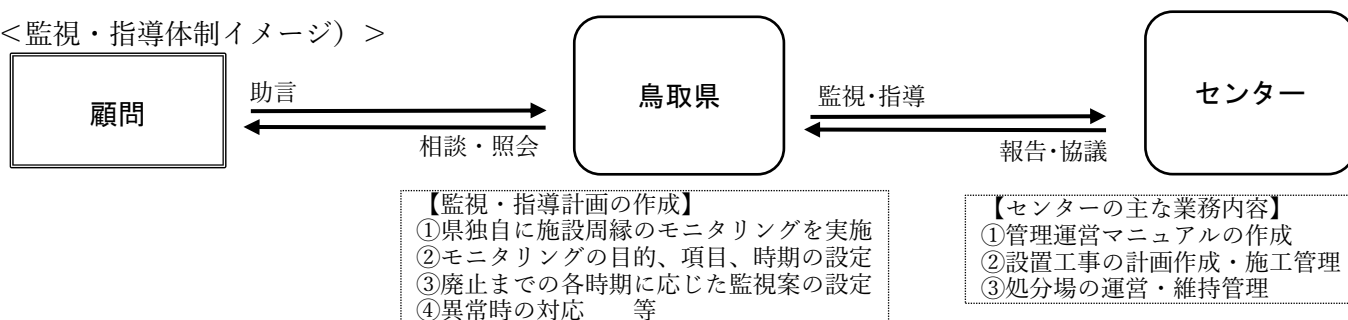 <監視・指導体制イメージ）＞
顧問
助言
相談・照会
鳥取県
監視･指導
報告･協議
センター
【監視・指導計画の作成】
①県独自に施設周縁のモニタリングを実施
②モニタリングの目的、項目、時期の設定
③廃止までの各時期に応じた監視案の設定
④異常時の対応　　等
【センターの主な業務内容】
①管理運営マニュアルの作成
②設置工事の計画作成・施工管理
③処分場の運営・維持管理